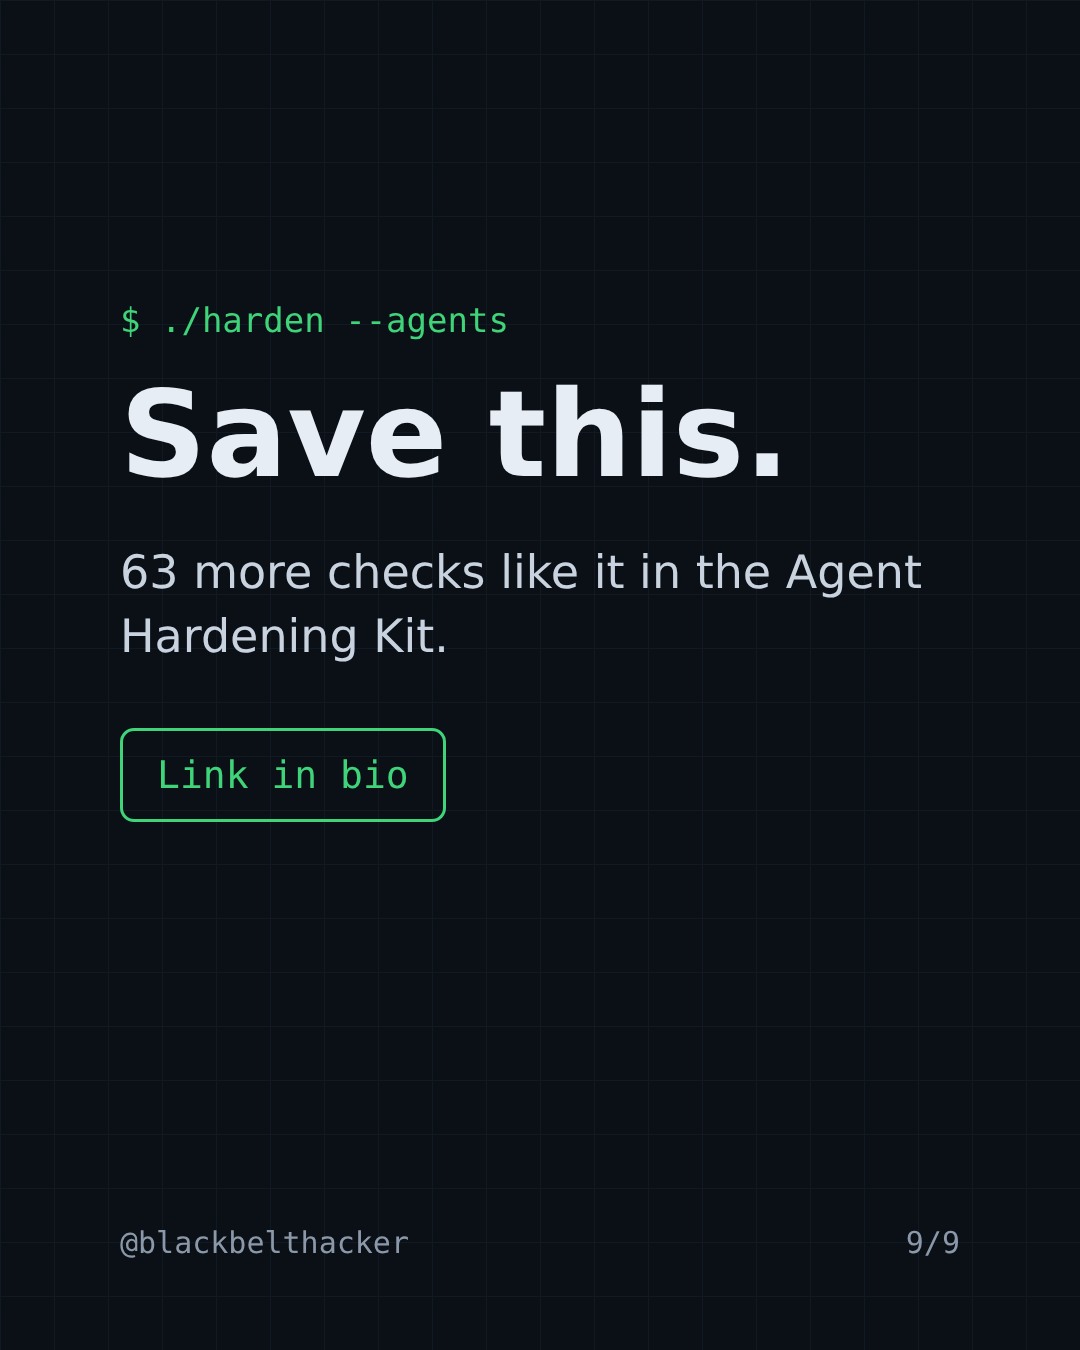 $ ./harden --agents
Save this.
63 more checks like it in the Agent
Hardening Kit.
Link in bio
@blackbelthacker
9/9